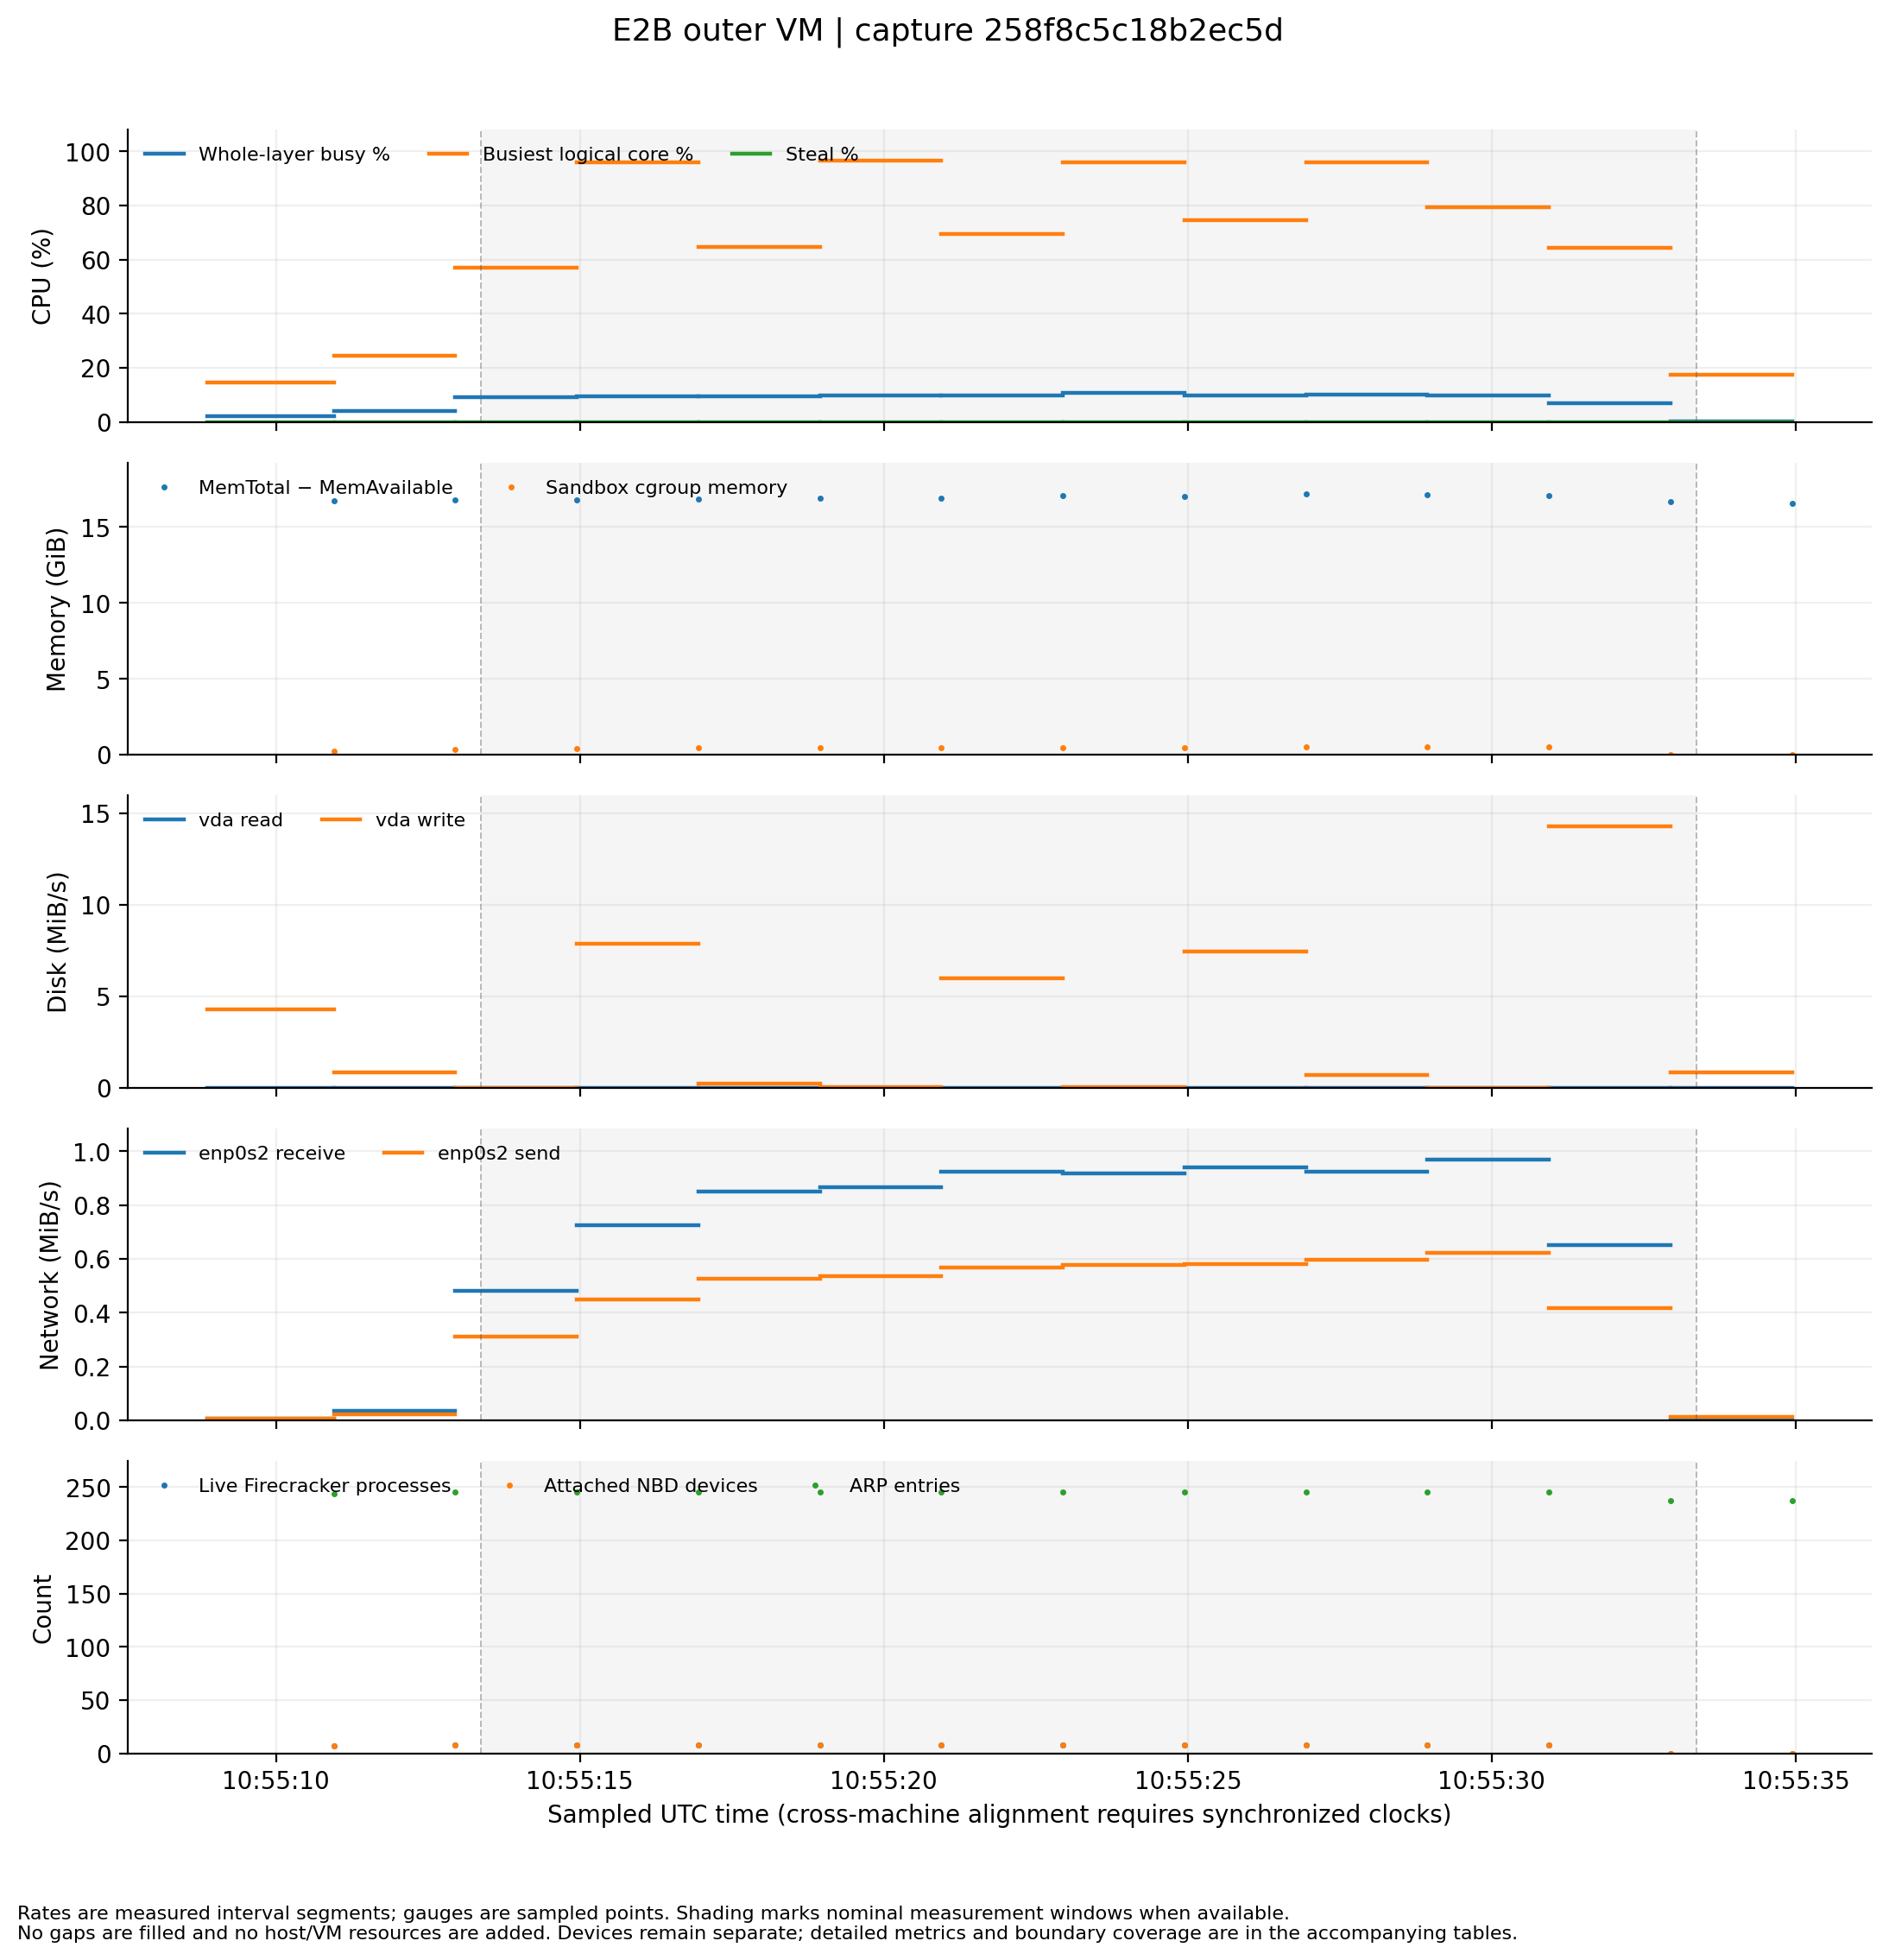 E2B outer VM | capture 258f8c5c18b2ec5d
Whole-layer busy % Busiest logical core % Steal %
100
80
60
40
20
0
CPU (%)
MemTotal − MemAvailable Sandbox cgroup memory
15
10
5
0
Memory (GiB)
vda read vda write
15
10
5
0
Disk (MiB/s)
enp0s2 receive enp0s2 send
1.0
0.8
0.6
0.4
0.2
0.0
Network (MiB/s)
Live Firecracker processes Attached NBD devices ARP entries
250
200
150
100
50
0
Count
10:55:10 10:55:15 10:55:20 10:55:25 10:55:30 10:55:35
Sampled UTC time (cross-machine alignment requires synchronized clocks)
Rates are measured interval segments; gauges are sampled points. Shading marks nominal measurement windows when available.
No gaps are filled and no host/VM resources are added. Devices remain separate; detailed metrics and boundary coverage are in the accompanying tables.